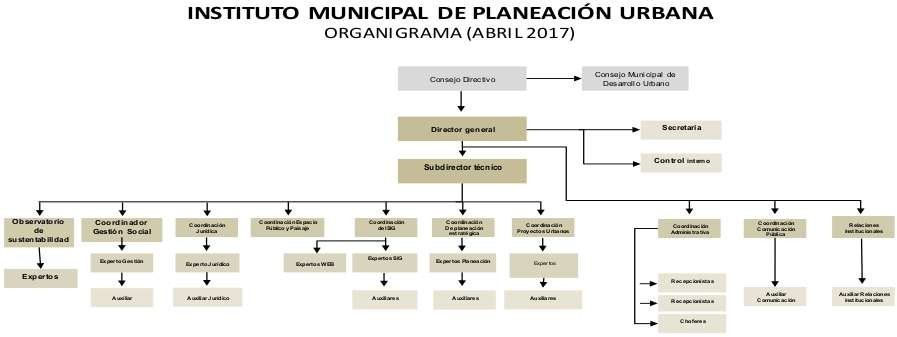 INSTITUTO MUNICIPAL DE PLANEACIÓN URBANA
ORGANIGRAMA (ABRIL 2017)
Consejo Directivo
Consejo Municipal de
Desarrollo Urbano
Director general
Secretaria
Control interno
Subdirector técnico
Observatorio
de
sustentabilidad
Coordinador
Gestión Social
Coordinación
Jurídica
Coordinación Espacio
Público y Paisaje
Coordinación
del SIG
Coordinación
De planeación
estratégica
Coordinación
Proyectos Urbanos
Coordinación
Administrativa
Coordinación
Comunicación
Pública
Relaciones
institucionales
Expertos
Experto Gestión
Experto Jurídico
Expertos WEB
Expertos SIG
Expertos Planeación
Expertos
Auxiliar
Auxiliar Jurídico
Auxiliares
Auxiliares
Auxiliares
Recepcionistas
Recepcionistas
Choferes
Auxiliar
Comunicación
Auxiliar Relaciones
institucionales